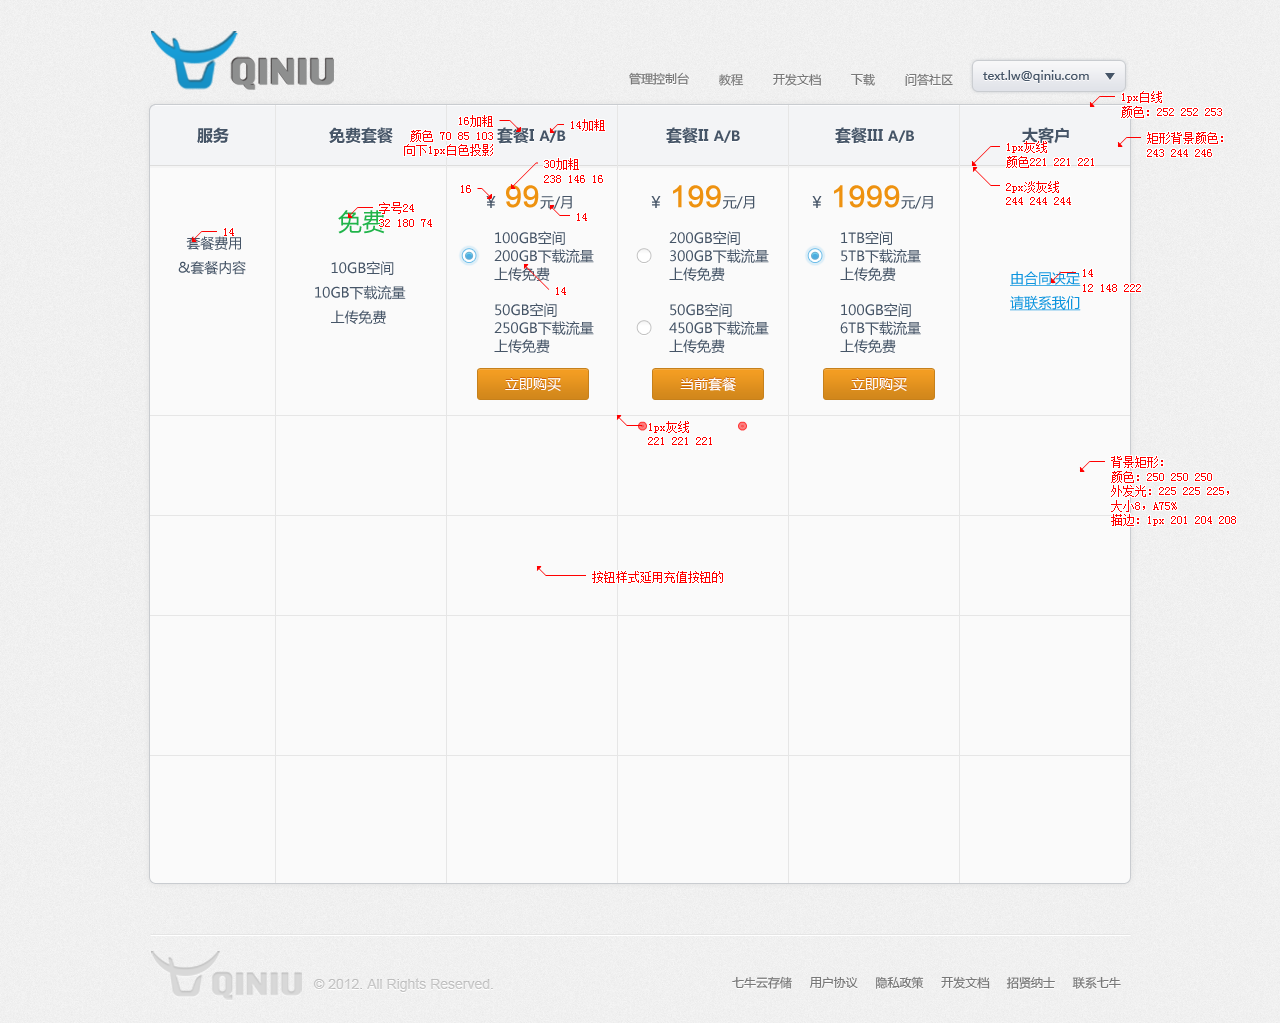 QINIU
管理控制台 教程 开发文档 下载 问答社区 text.lw@qiniu.com
1px白线
颜色：252 252 253
服务 免费套餐 套餐I A/B 套餐II A/B 套餐III A/B 大客户
16加粗
颜色 70 85 103
向下1px白色投影
14加粗
1px灰线
颜色221 221 221
矩形背景颜色：
243 244 246
30加粗
238 146 16
2px淡灰线
244 244 244
16
¥ 99元/月
14
¥ 199元/月
¥ 1999元/月
字号24
32 180 74
免费
14
套餐费用
&套餐内容
10GB空间
10GB下载流量
上传免费
100GB空间
200GB下载流量
上传免费
14
50GB空间
250GB下载流量
上传免费
立即购买
200GB空间
300GB下载流量
上传免费
50GB空间
450GB下载流量
上传免费
当前套餐
1TB空间
5TB下载流量
上传免费
100GB空间
6TB下载流量
上传免费
立即购买
由合同决定
请联系我们
14
12 148 222
1px灰线
221 221 221
背景矩形：
颜色：250 250 250
外发光：225 225 225，
大小8，A75%
描边：1px 201 204 208
按钮样式延用充值按钮的
QINIU © 2012. All Rights Reserved.
七牛云存储 用户协议 隐私政策 开发文档 招贤纳士 联系七牛